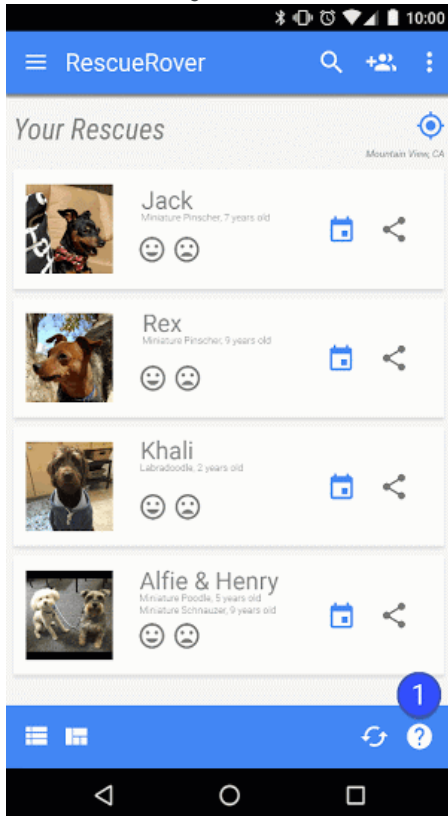 10:00
RescueRover
Your Rescues
Mountain View, CA
Jack
Miniature Pinscher, 7 years old
Rex
Miniature Pinscher, 9 years old
Khali
Labradoodle, 2 years old
Alfie & Henry
Miniature Poodle, 5 years old
Miniature Schnauzer, 9 years old
1
?